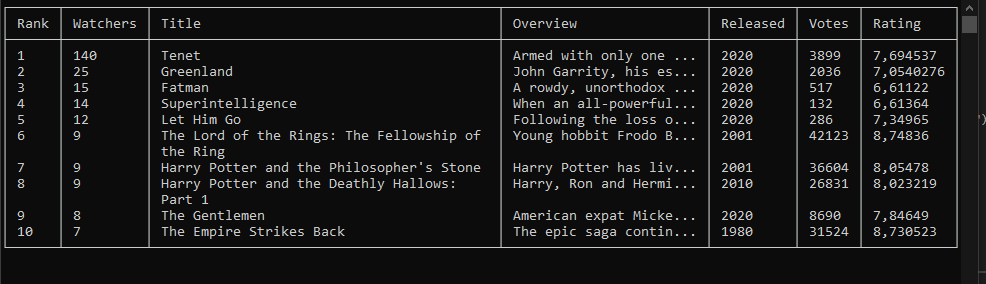 Rank Watchers Title Overview Released Votes Rating
1 140 Tenet Armed with only one ... 2020 3899 7,694537
2 25 Greenland John Garrity, his es... 2020 2036 7,0540276
3 15 Fatman A rowdy, unorthodox ... 2020 517 6,61122
4 14 Superintelligence When an all-powerful... 2020 132 6,61364
5 12 Let Him Go Following the loss o... 2020 286 7,34965
6 9 The Lord of the Rings: The Fellowship of Young hobbit Frodo B... 2001 42123 8,74836
the Ring
7 9 Harry Potter and the Philosopher's Stone Harry Potter has liv... 2001 36604 8,05478
8 9 Harry Potter and the Deathly Hallows: Harry, Ron and Hermi... 2010 26831 8,023219
Part 1
9 8 The Gentlemen American expat Micke... 2020 8690 7,84649
10 7 The Empire Strikes Back The epic saga contin... 1980 31524 8,730523